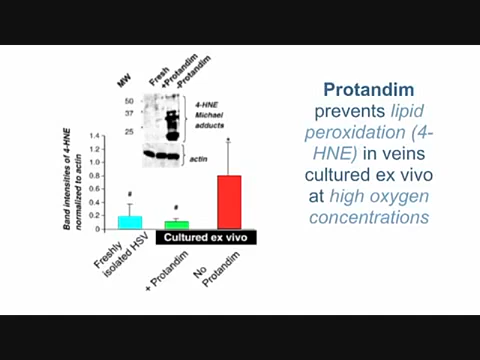 MW
Fresh
+Protandim
-Protandim
50
37
25
4-HNE
Michael
adducts
actin
Band intensities of 4-HNE
normalized to actin
1.4
1.2
1
0.8
0.6
0.4
0.2
0
#
#
*
Freshly
isolated HSV
Cultured ex vivo
+ Protandim
No
Protandim
Protandim
prevents lipid
peroxidation (4-
HNE) in veins
cultured ex vivo
at high oxygen
concentrations